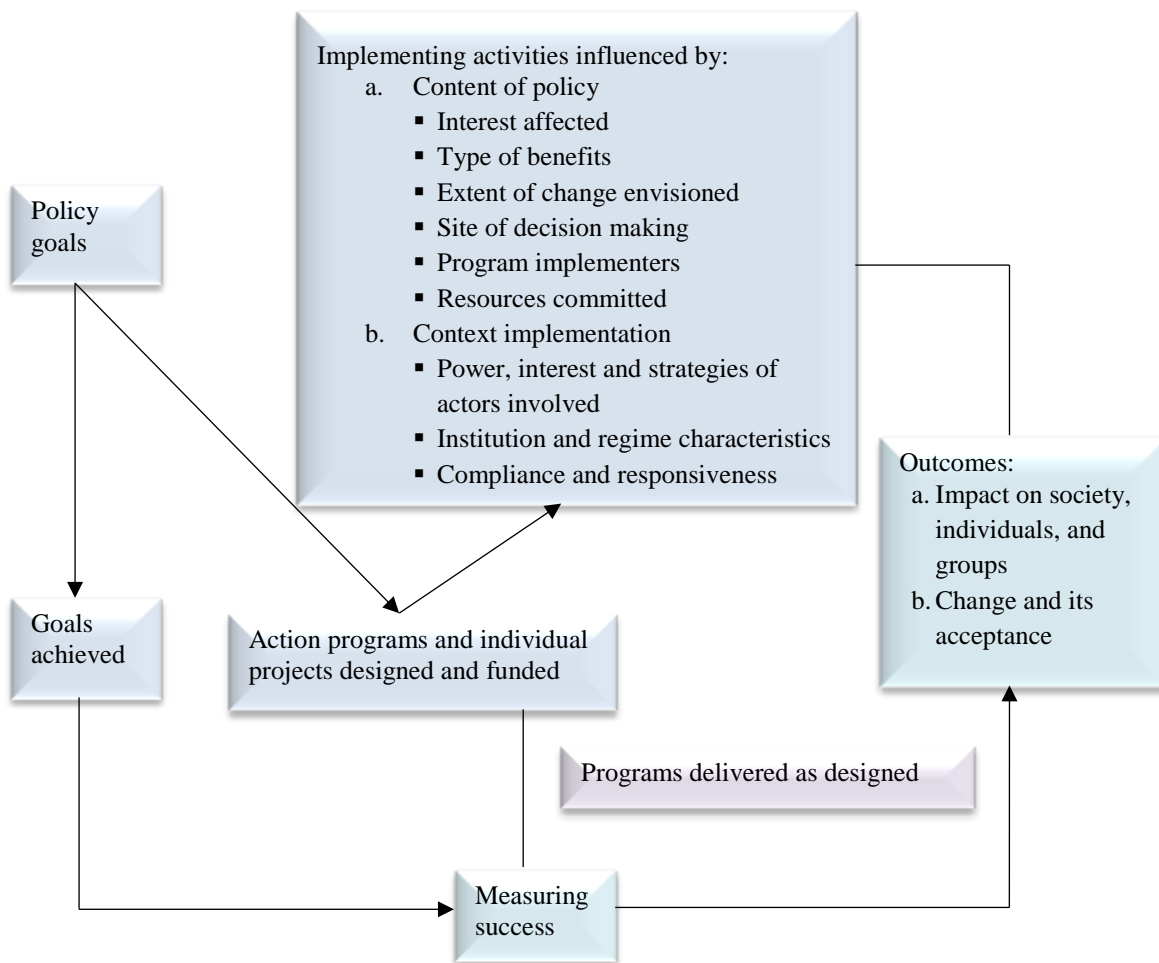 Implementing activities influenced by:
a. Content of policy
▪ Interest affected
▪ Type of benefits
▪ Extent of change envisioned
▪ Site of decision making
▪ Program implementers
▪ Resources committed
b. Context implementation
▪ Power, interest and strategies of
actors involved
▪ Institution and regime characteristics
▪ Compliance and responsiveness
Policy
goals
Outcomes:
a. Impact on society,
individuals, and
groups
b. Change and its
acceptance
Goals
achieved
Action programs and individual
projects designed and funded
Programs delivered as designed
Measuring
success